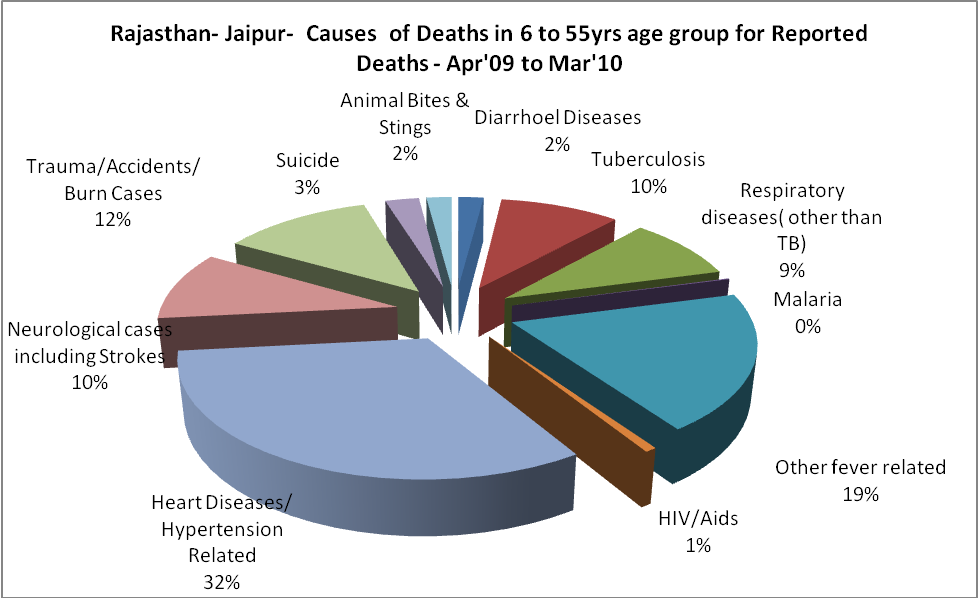 Rajasthan- Jaipur-  Causes  of Deaths in 6 to 55yrs age group for Reported
Deaths - Apr'09 to Mar'10
Animal Bites &
Stings
2%
Diarrhoel Diseases
2%
Tuberculosis
10%
Respiratory
diseases( other than
TB)
9%
Malaria
0%
Other fever related
19%
HIV/Aids
1%
Heart Diseases/
Hypertension
Related
32%
Neurological cases
including Strokes
10%
Trauma/Accidents/
Burn Cases
12%
Suicide
3%